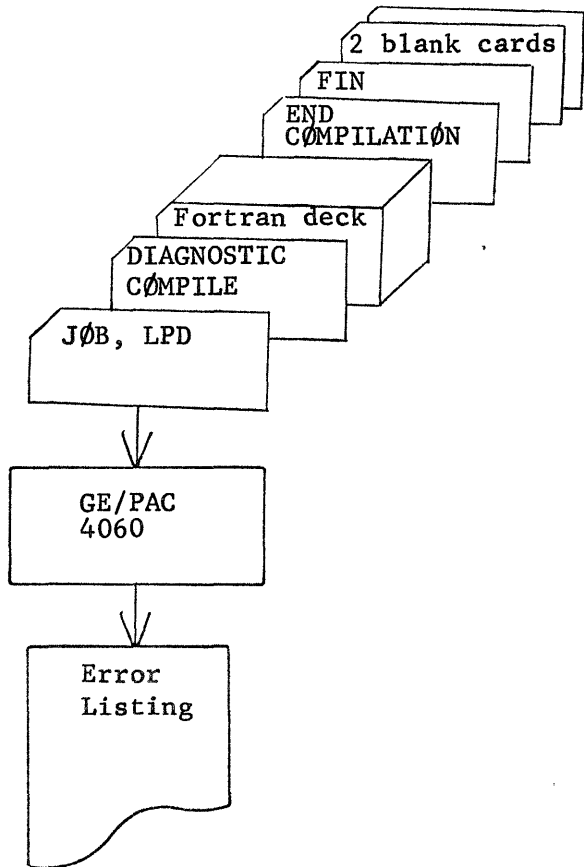 2 blank cards
FIN
END
CØMPILATIØN
Fortran deck
DIAGNOSTIC
CØMPILE
JØB, LPD
GE/PAC
4060
Error
Listing